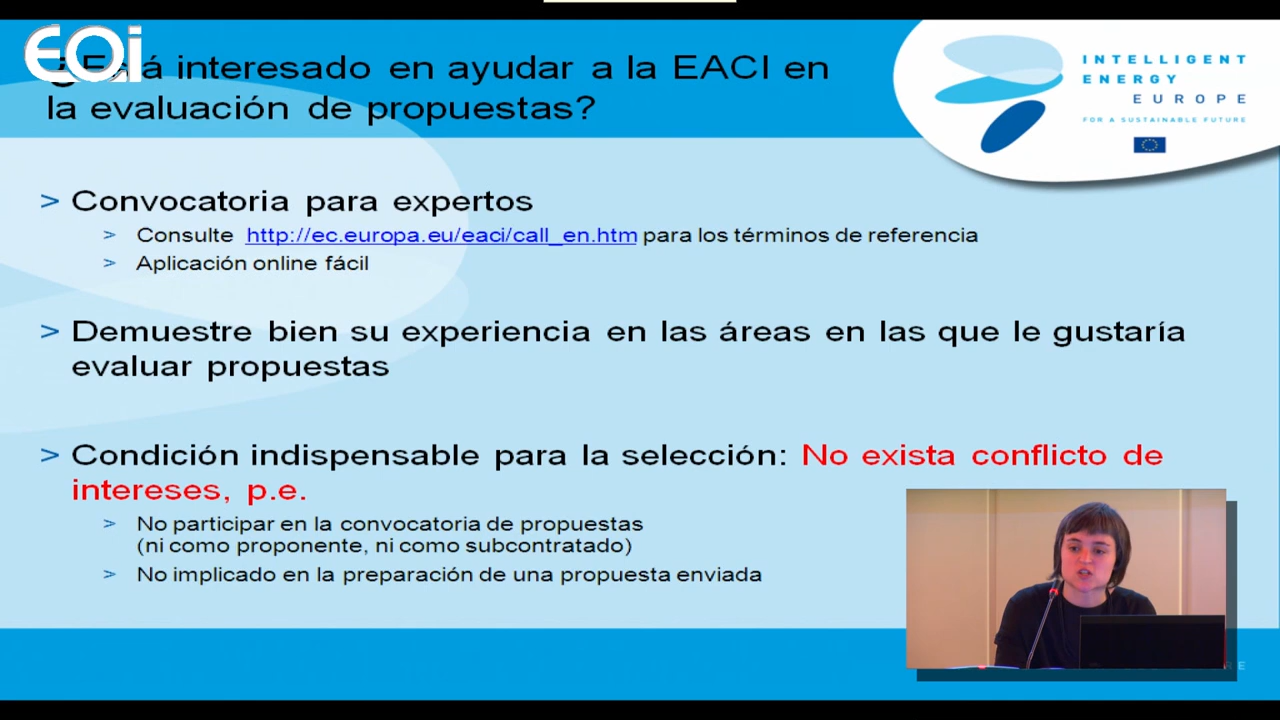 EOi
¿Está interesado en ayudar a la EACI en
la evaluación de propuestas?
INTELLIGENT
ENERGY
EUROPE
FOR A SUSTAINABLE FUTURE
> Convocatoria para expertos
> Consulte http://ec.europa.eu/eaci/call_en.htm para los términos de referencia
> Aplicación online fácil
> Demuestre bien su experiencia en las áreas en las que le gustaría
evaluar propuestas
> Condición indispensable para la selección: No exista conflicto de
intereses, p.e.
> No participar en la convocatoria de propuestas
(ni como proponente, ni como subcontratado)
> No implicado en la preparación de una propuesta enviada